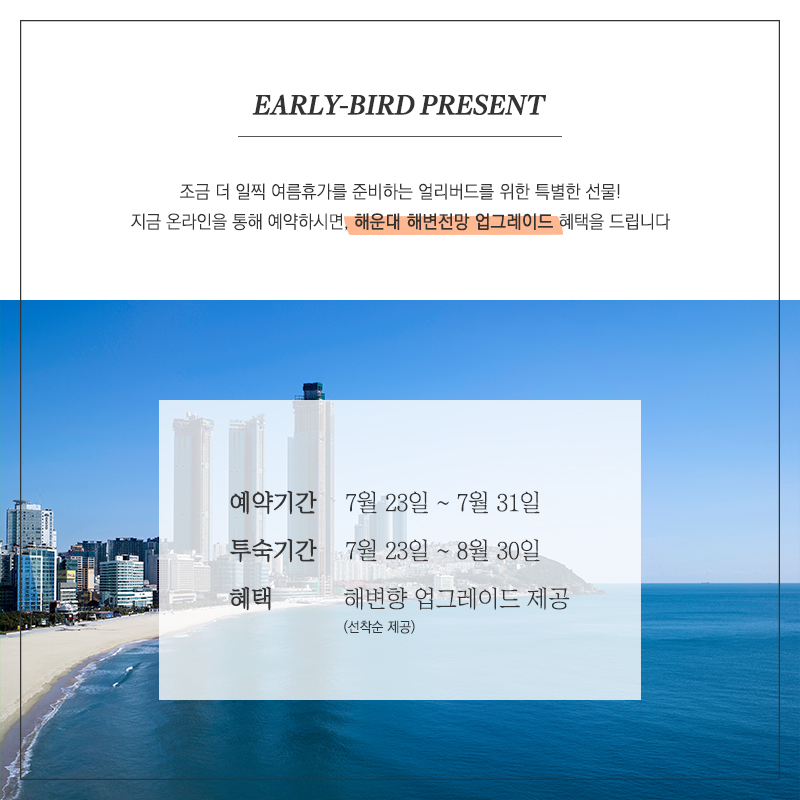 EARLY-BIRD PRESENT
조금 더 일찍 여름휴가를 준비하는 얼리버드를 위한 특별한 선물!
지금 온라인을 통해 예약하시면, 해운대 해변전망 업그레이드 혜택을 드립니다
예약기간 7월 23일 ~ 7월 31일
투숙기간 7월 23일 ~ 8월 30일
혜택 해변향 업그레이드 제공
(선착순 제공)